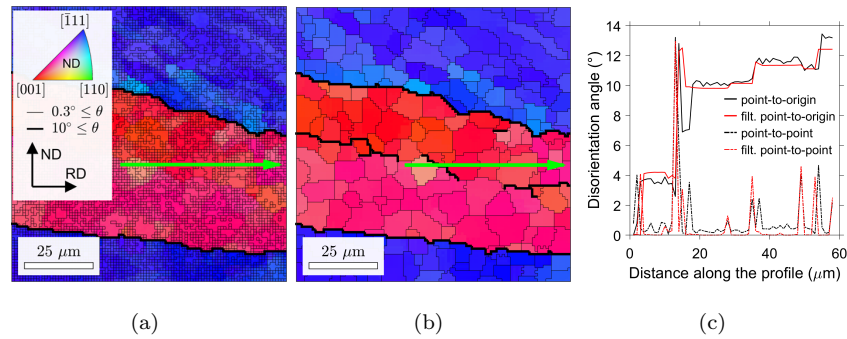 [1̄11]
ND
[001]
[110]
0.3° ≤ θ
10° ≤ θ
ND
RD
25 μm
25 μm
(a)
(b)
Disorientation angle (°)
14
12
10
8
6
4
2
0
point-to-origin
filt. point-to-origin
point-to-point
filt. point-to-point
0
20
40
60
Distance along the profile (μm)
(c)